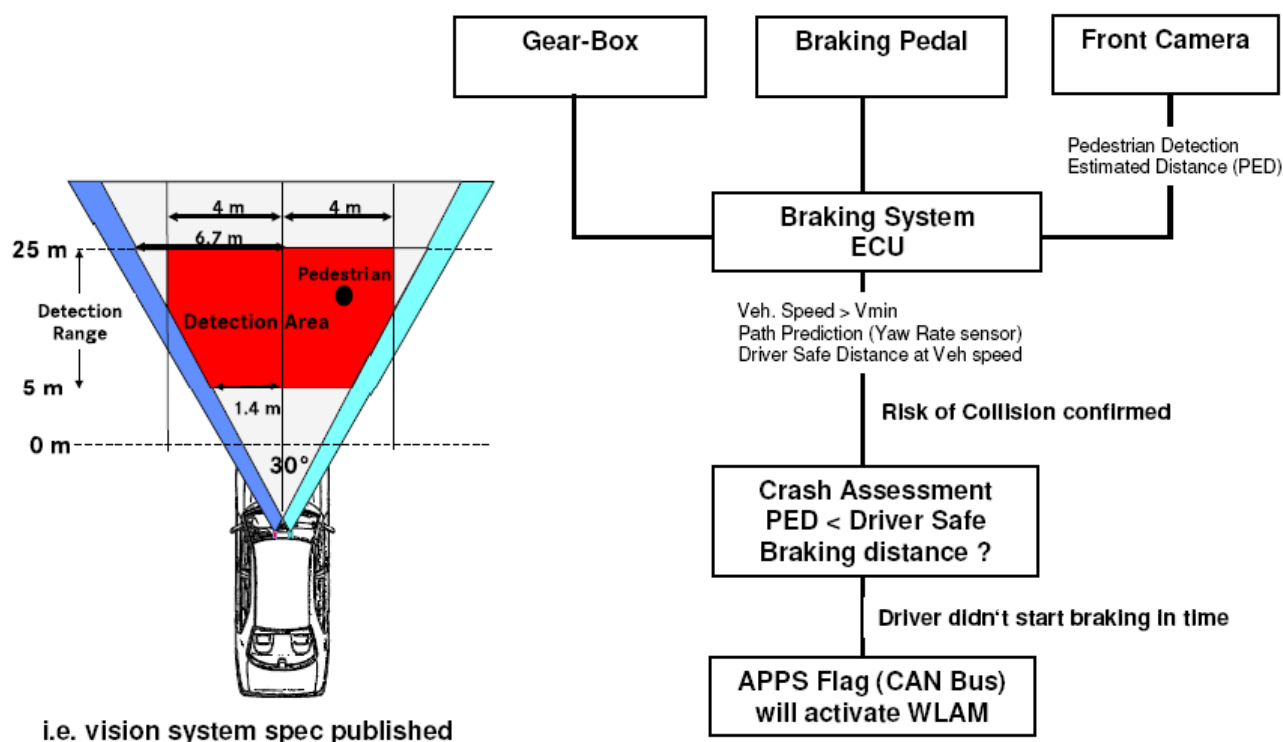 Gear-Box
Braking Pedal
Front Camera
Pedestrian Detection
Estimated Distance (PED)
Braking System
ECU
Veh. Speed > Vmin
Path Prediction (Yaw Rate sensor)
Driver Safe Distance at Veh speed
Risk of Collision confirmed
Crash Assessment
PED < Driver Safe
Braking distance ?
Driver didn't start braking in time
APPS Flag (CAN Bus)
will activate WLAM
4 m
4 m
6.7 m
25 m
Pedestrian
Detection
Range
Detection Area
5 m
1.4 m
0 m
30°
i.e. vision system spec published